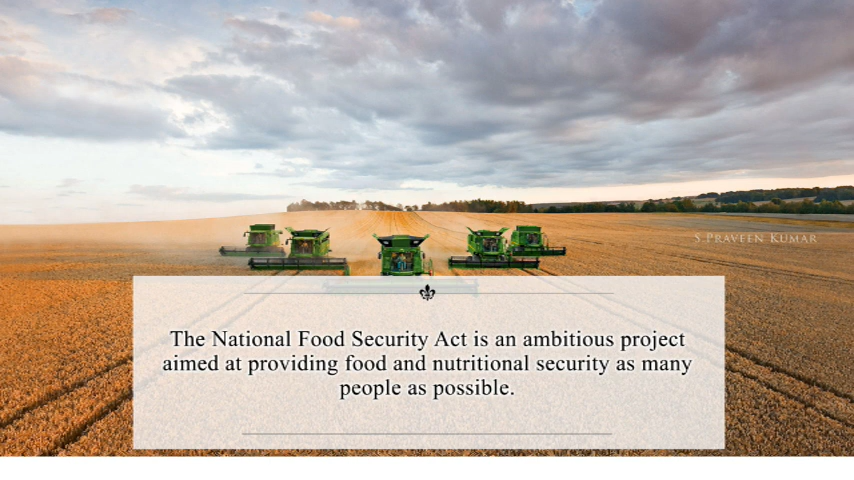 S PRAVEEN KUMAR
The National Food Security Act is an ambitious project
aimed at providing food and nutritional security as many
people as possible.